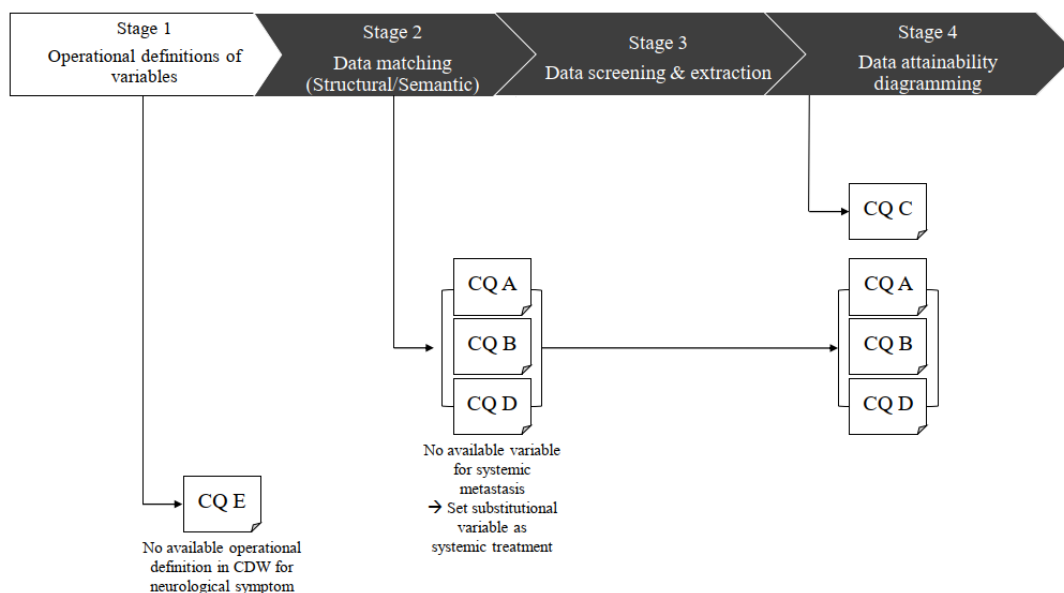 Stage 1
Operational definitions of
variables
Stage 2
Data matching
(Structural/Semantic)
Stage 3
Data screening & extraction
Stage 4
Data attainability
diagramming
CQ C
CQ A
CQ B
CQ D
No available variable
for systemic
metastasis
→ Set substitutional
variable as
systemic treatment
CQ A
CQ B
CQ D
CQ E
No available operational
definition in CDW for
neurological symptom